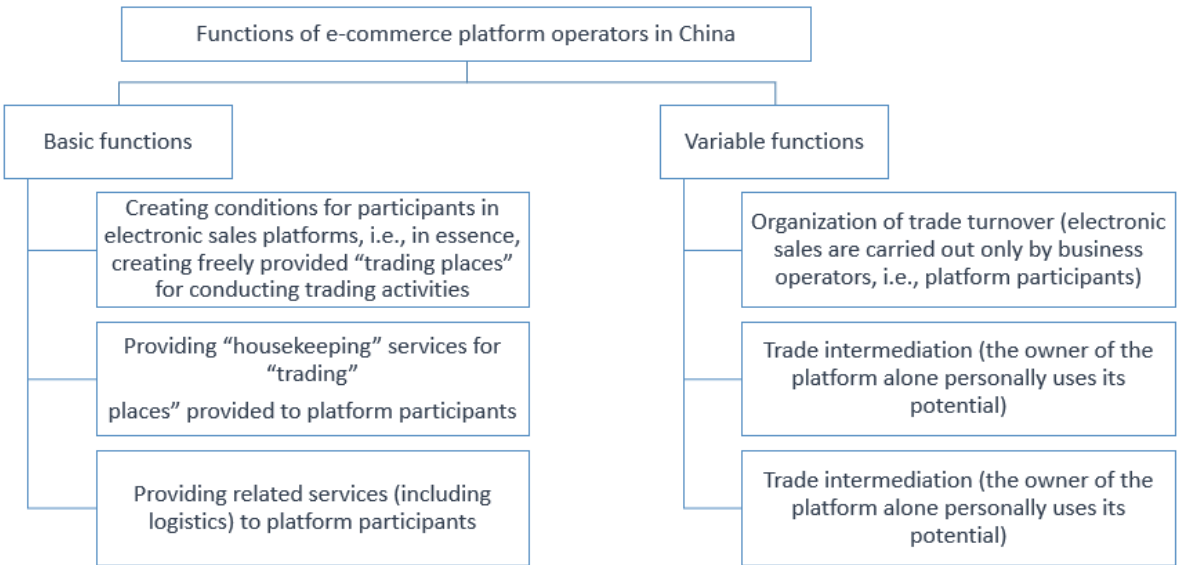 Functions of e-commerce platform operators in China
Basic functions
Creating conditions for participants in
electronic sales platforms, i.e., in essence,
creating freely provided “trading places”
for conducting trading activities
Providing “housekeeping” services for
“trading”
places” provided to platform participants
Providing related services (including
logistics) to platform participants
Variable functions
Organization of trade turnover (electronic
sales are carried out only by business
operators, i.e., platform participants)
Trade intermediation (the owner of the
platform alone personally uses its
potential)
Trade intermediation (the owner of the
platform alone personally uses its
potential)